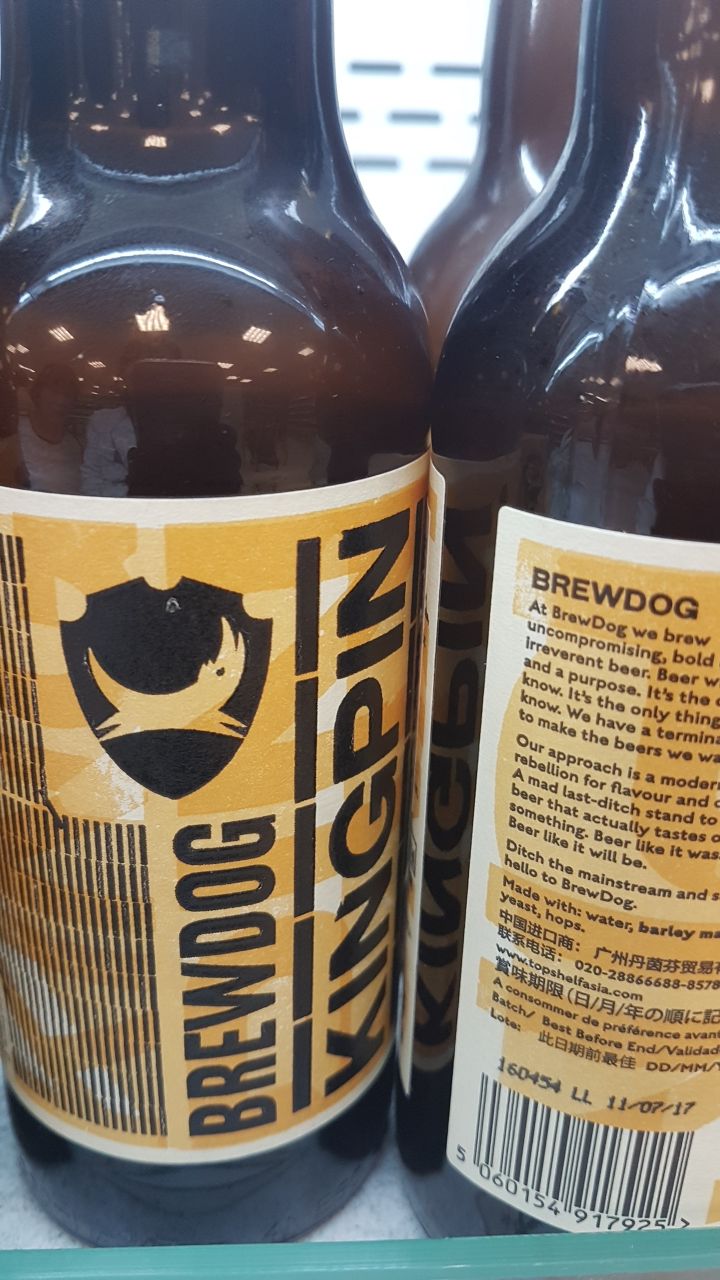 BREWDOG
KINGPIN
KINGPIN
BREWDOG
At BrewDog we brew
uncompromising, bold
irreverent beer. Beer
and a purpose. It's the
know. It's the only thing
know. We have a
to make the beers we
Our approach is a
rebellion for flavour and
A mad last-ditch stand to
beer that actually tastes
something. Beer like it was.
Beer like it will be.
Ditch the mainstream and
hello to BrewDog.
Made with: water, barley
yeast, hops.
中国进口商： 广州丹茵芬贸易
联系电话： 020-28866688-8578
www.topshelfasia.com
賞味期限(日/月/年の順に記
A consommer de préférence avant
Batch/ Best Before End/
Lote: 此日期前最佳 DD/MM/
160454 LL 11/07/17
5 060154 917925 >